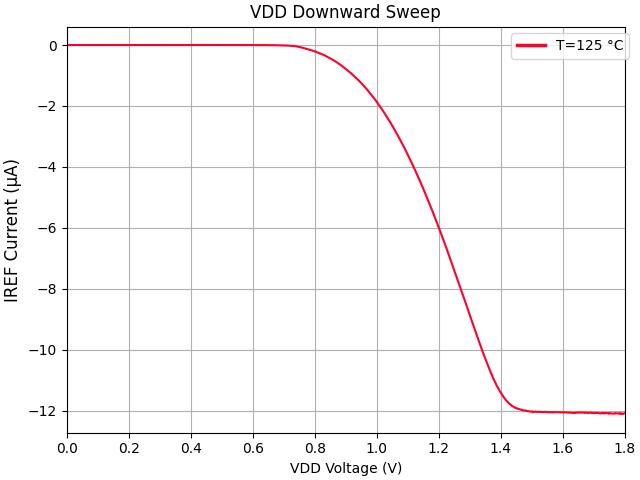 VDD Downward Sweep
T=125 °C
IREF Current (µA)
0
−2
−4
−6
−8
−10
−12
0.0 0.2 0.4 0.6 0.8 1.0 1.2 1.4 1.6 1.8
VDD Voltage (V)